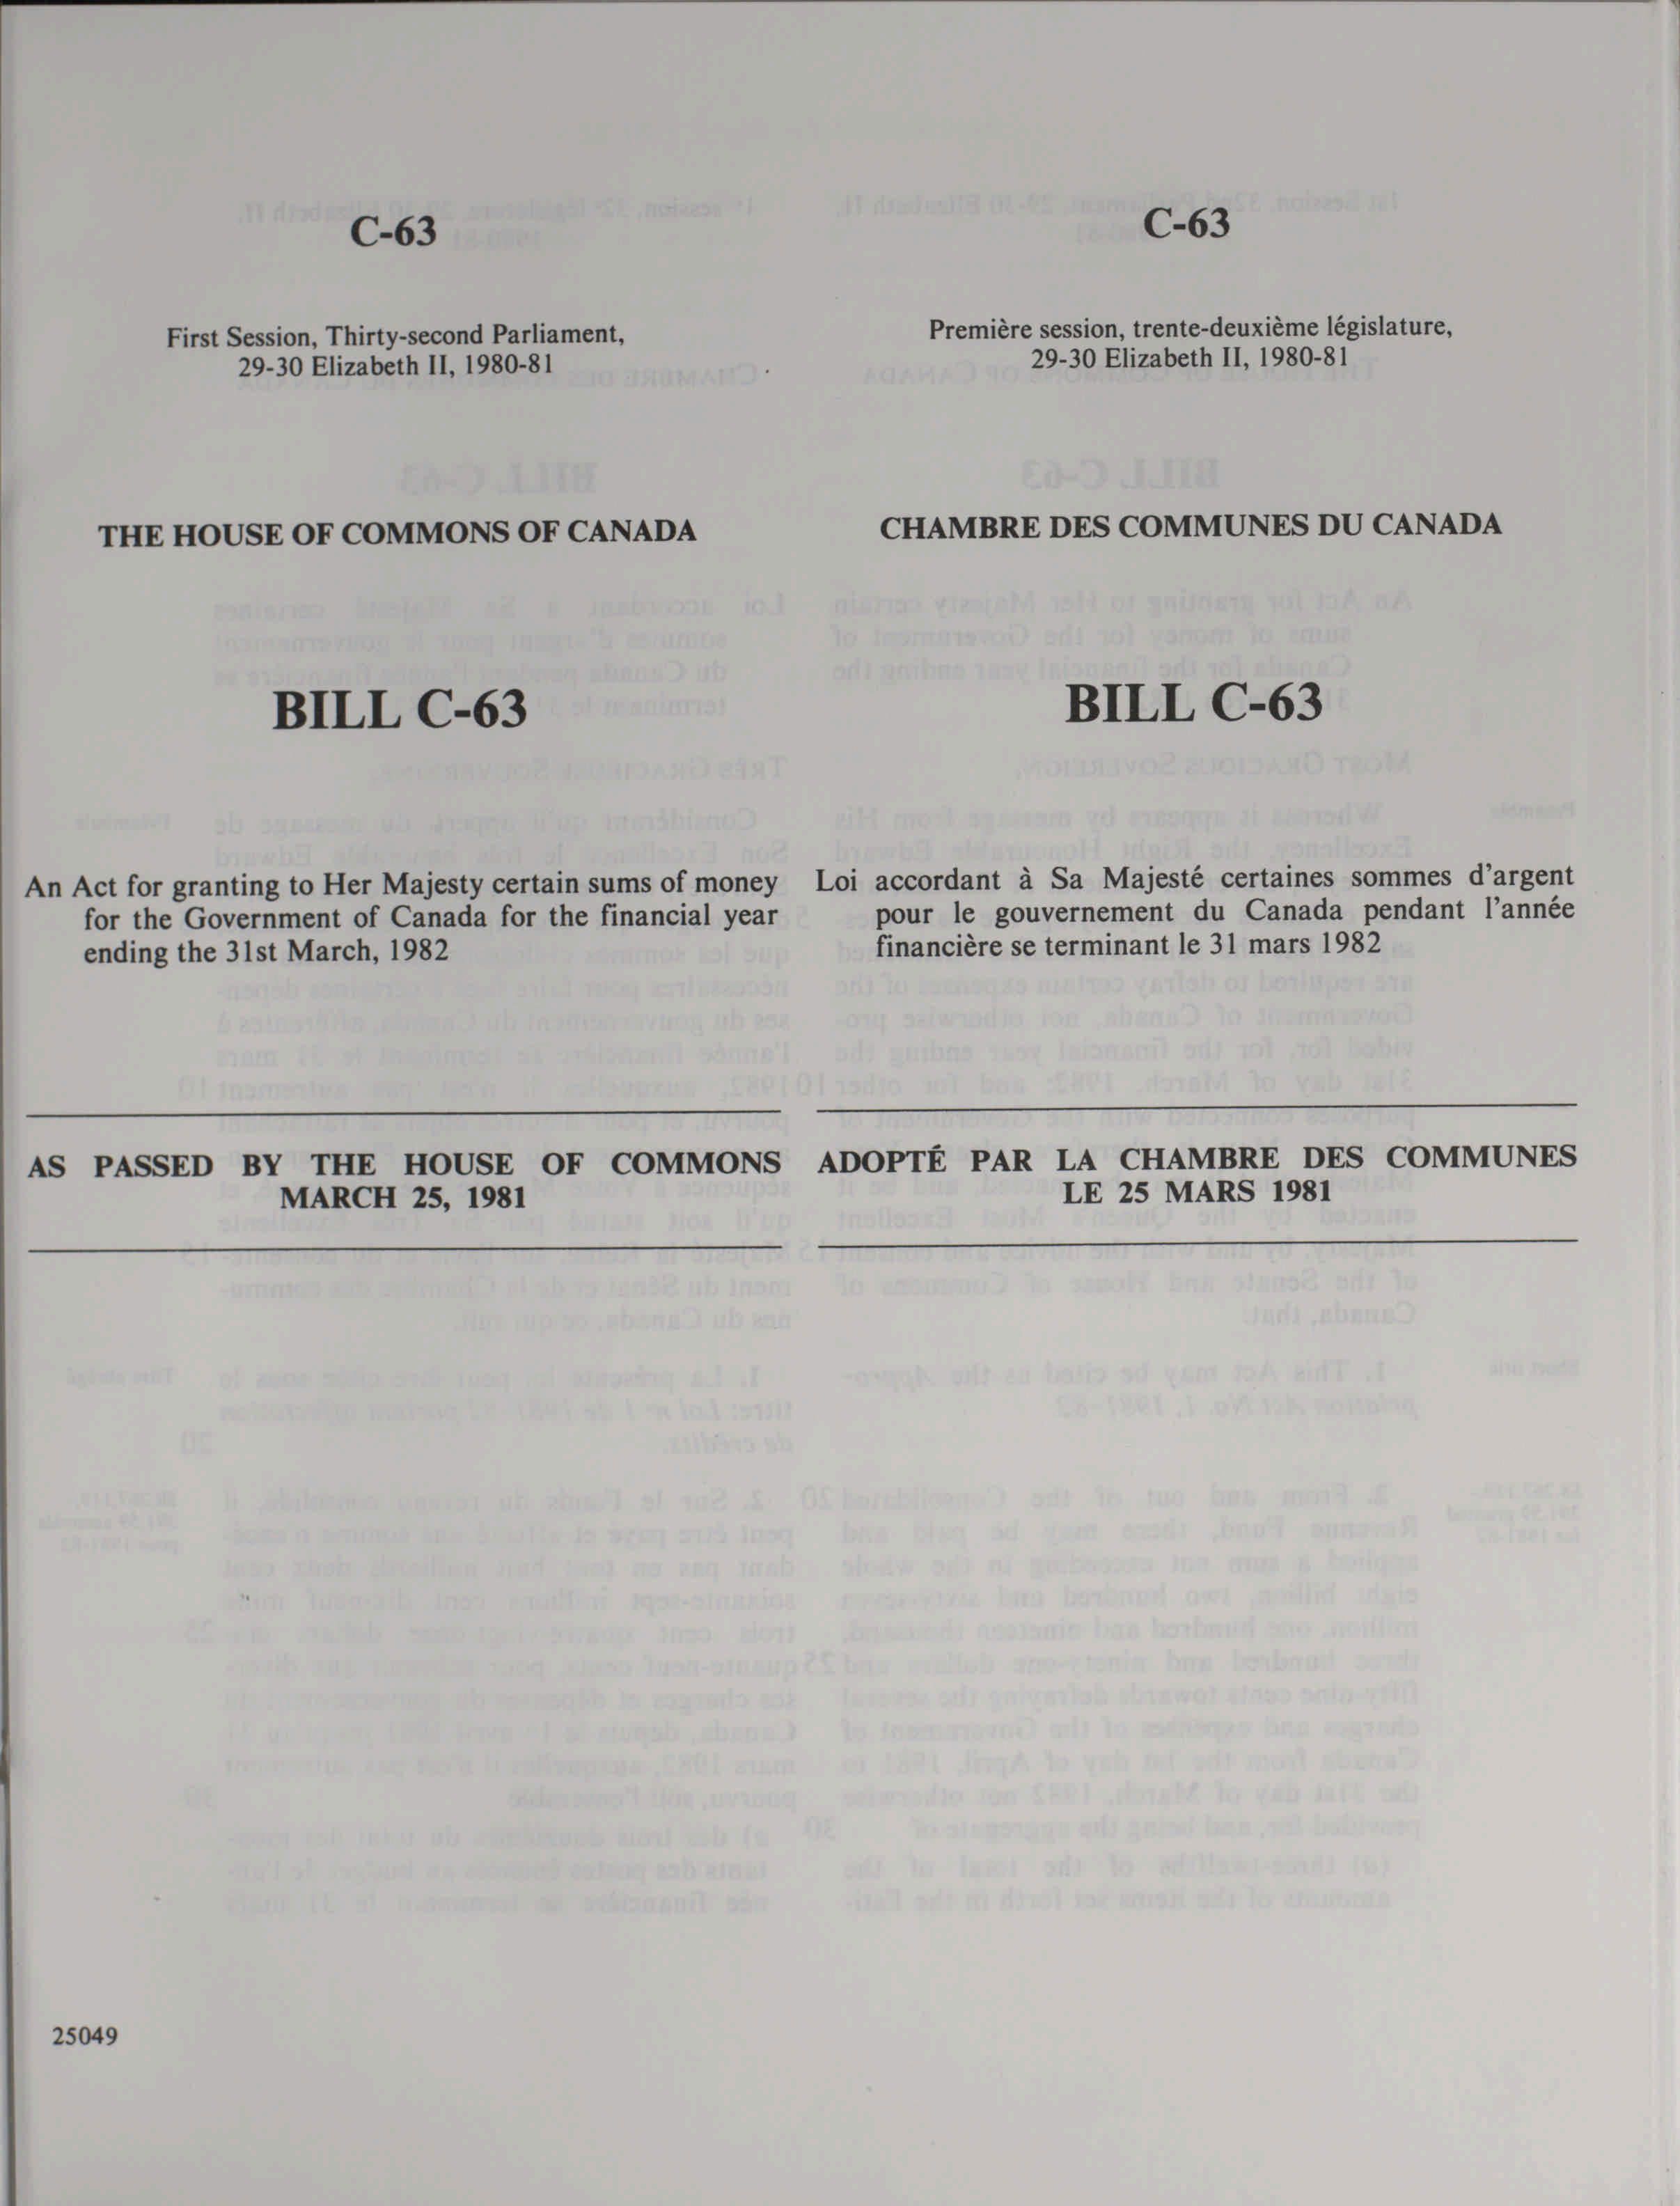 C-63
First Session, Thirty-second Parliament,
29-30 Elizabeth II, 1980-81
THE HOUSE OF COMMONS OF CANADA
BILL C-63
An Act for granting to Her Majesty certain sums of money
for the Government of Canada for the financial year
ending the 31st March, 1982
AS PASSED BY THE HOUSE OF COMMONS
MARCH 25, 1981
C-63
Première session, trente-deuxième législature,
29-30 Elizabeth II, 1980-81
CHAMBRE DES COMMUNES DU CANADA
BILL C-63
Loi accordant à Sa Majesté certaines sommes d'argent
pour le gouvernement du Canada pendant l'année
financière se terminant le 31 mars 1982
ADOPTÉ PAR LA CHAMBRE DES COMMUNES
LE 25 MARS 1981
25049